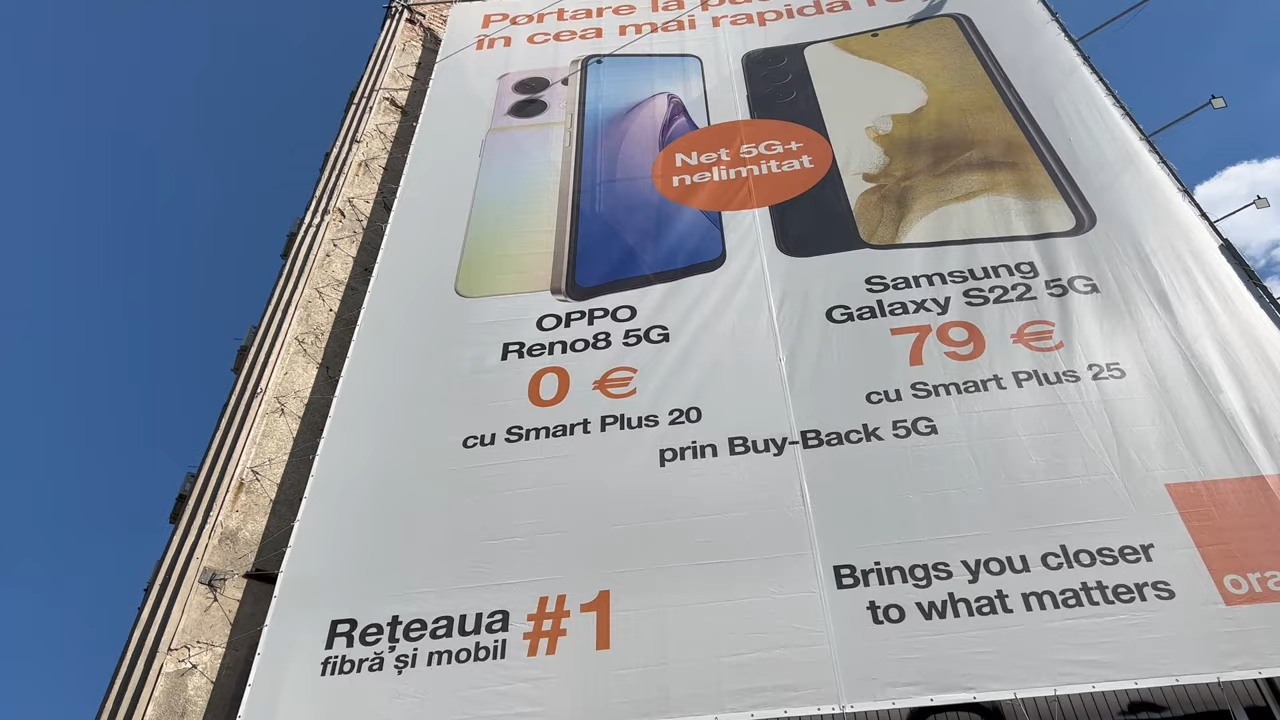 Portare la
în cea mai rapida
Net 5G+
nelimitat
OPPO
Reno8 5G
0 €
cu Smart Plus 20
Samsung
Galaxy S22 5G
79 €
cu Smart Plus 25
prin Buy-Back 5G
Rețeaua #1
fibră și mobil
Brings you closer
to what matters
ora